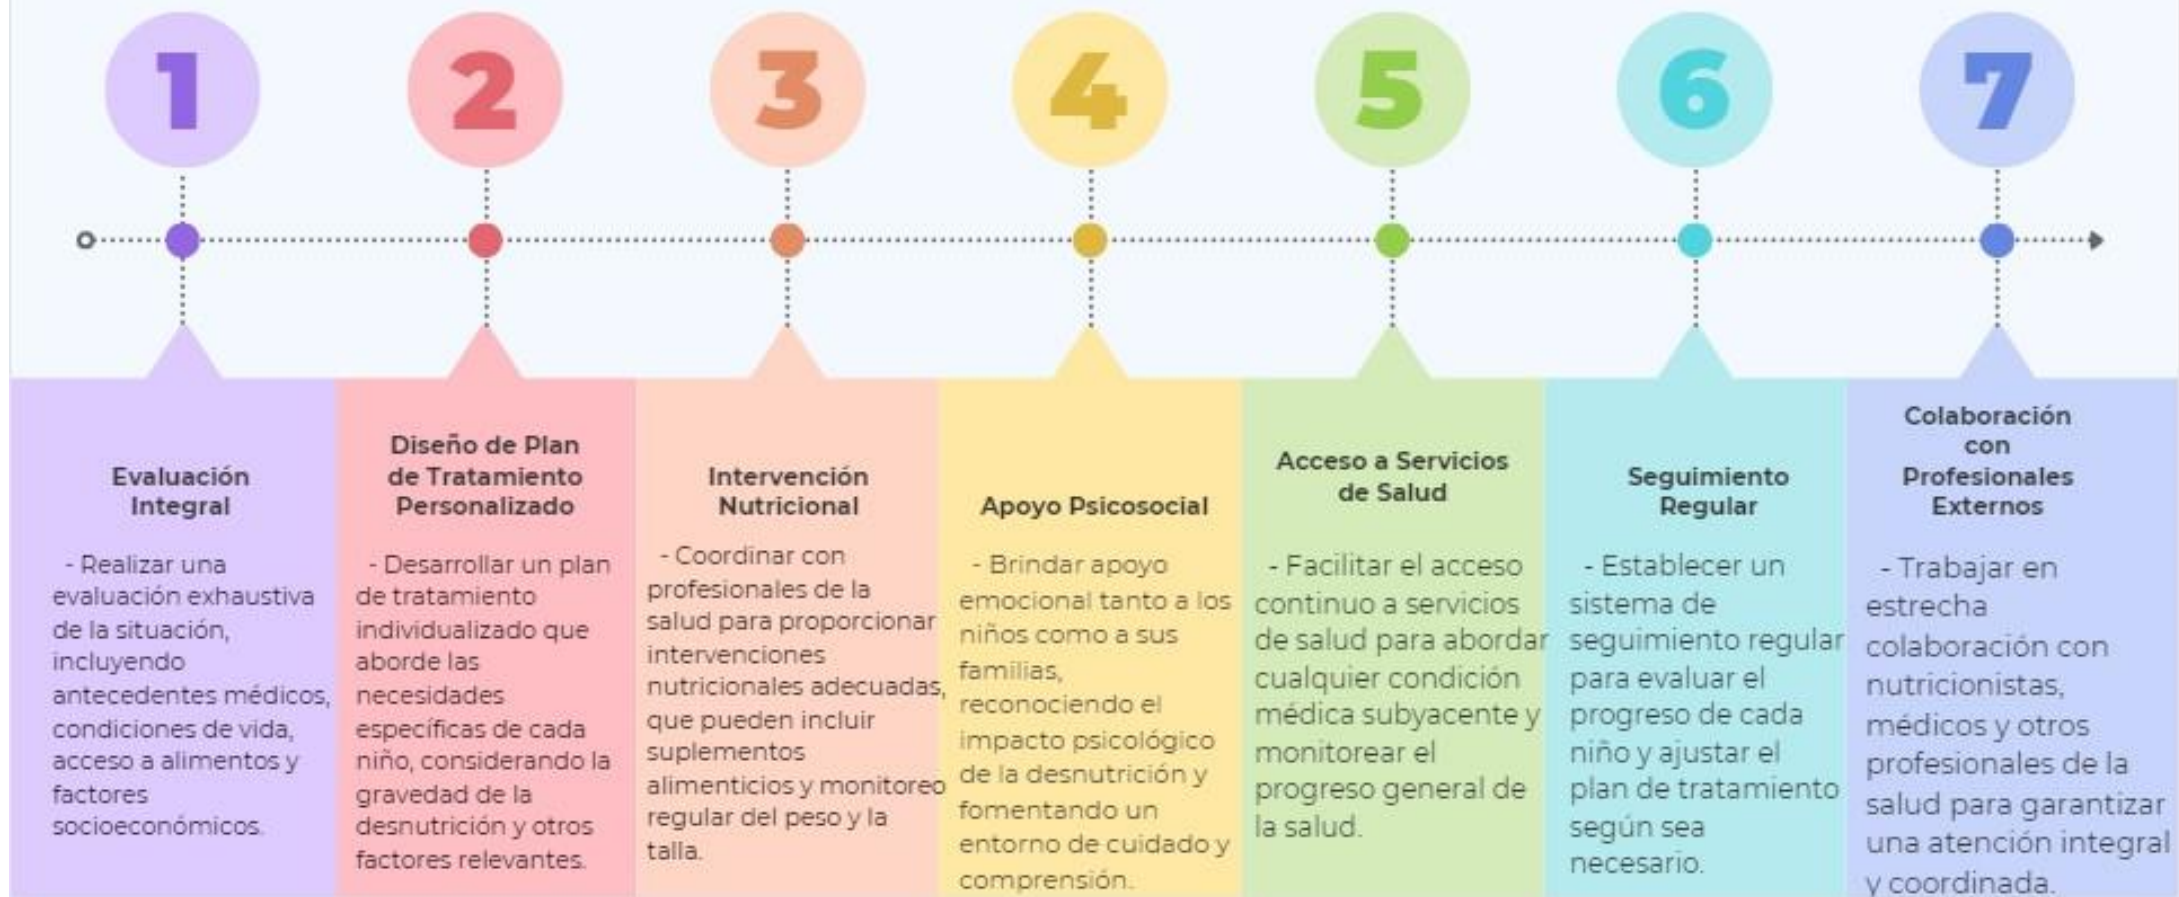 1
2
3
4
5
6
7
Evaluación
Integral
- Realizar una
evaluación exhaustiva
de la situación,
incluyendo
antecedentes médicos,
condiciones de vida,
acceso a alimentos y
factores
socioeconómicos.
Diseño de Plan
de Tratamiento
Personalizado
- Desarrollar un plan
de tratamiento
individualizado que
aborde las
necesidades
específicas de cada
niño, considerando la
gravedad de la
desnutrición y otros
factores relevantes.
Intervención
Nutricional
- Coordinar con
profesionales de la
salud para proporcionar
intervenciones
nutricionales adecuadas,
que pueden incluir
suplementos
alimenticios y monitoreo
regular del peso y la
talla.
Apoyo Psicosocial
- Brindar apoyo
emocional tanto a los
niños como a sus
familias,
reconociendo el
impacto psicológico
de la desnutrición y
fomentando un
entorno de cuidado y
comprensión.
Acceso a Servicios
de Salud
- Facilitar el acceso
continuo a servicios
de salud para abordar
cualquier condición
médica subyacente y
monitorear el
progreso general de
la salud.
Seguimiento
Regular
- Establecer un
sistema de
seguimiento regular
para evaluar el
progreso de cada
niño y ajustar el
plan de tratamiento
según sea
necesario.
Colaboración
con
Profesionales
Externos
- Trabajar en
estrecha
colaboración con
nutricionistas,
médicos y otros
profesionales de la
salud para garantizar
una atención integral
y coordinada.